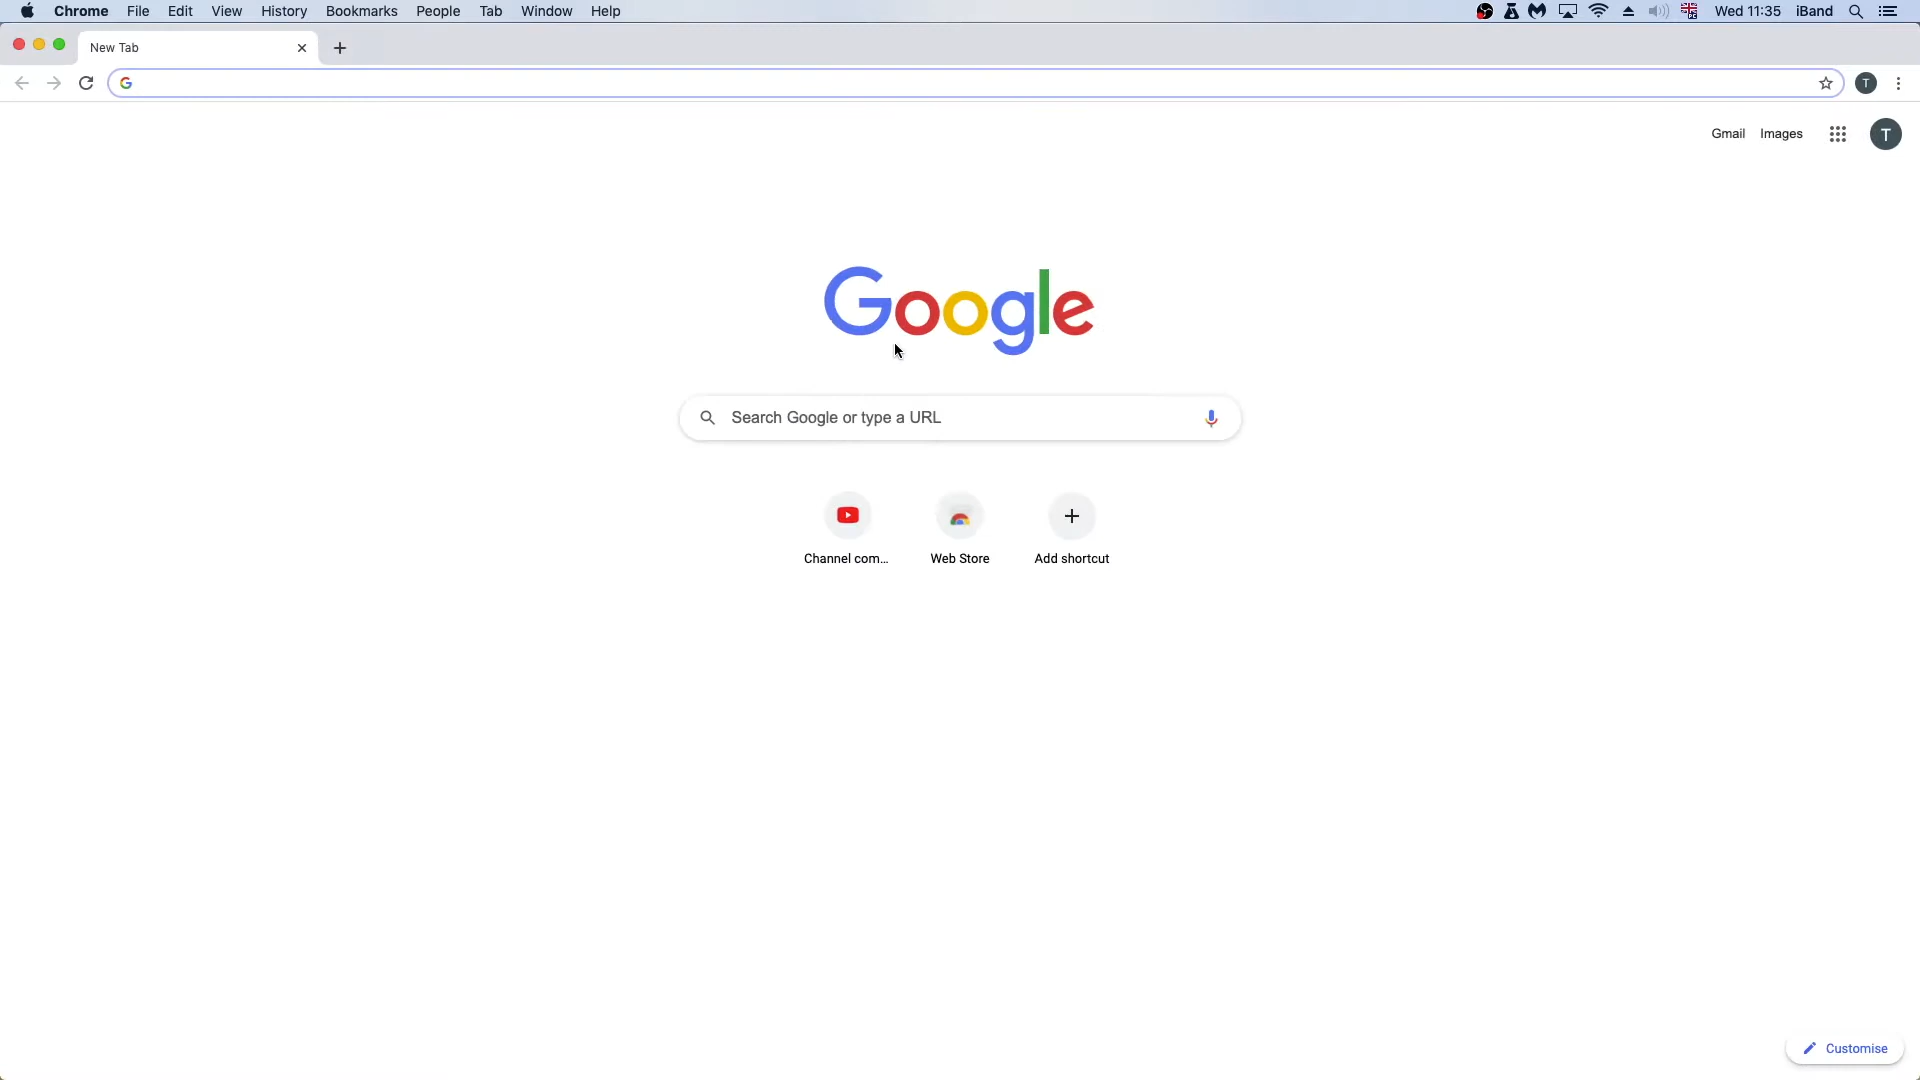 Chrome File Edit View History Bookmarks People Tab Window Help Wed 11:35 iBand
New Tab
T
Gmail Images T
Google
Search Google or type a URL
Channel com... Web Store Add shortcut
Customise